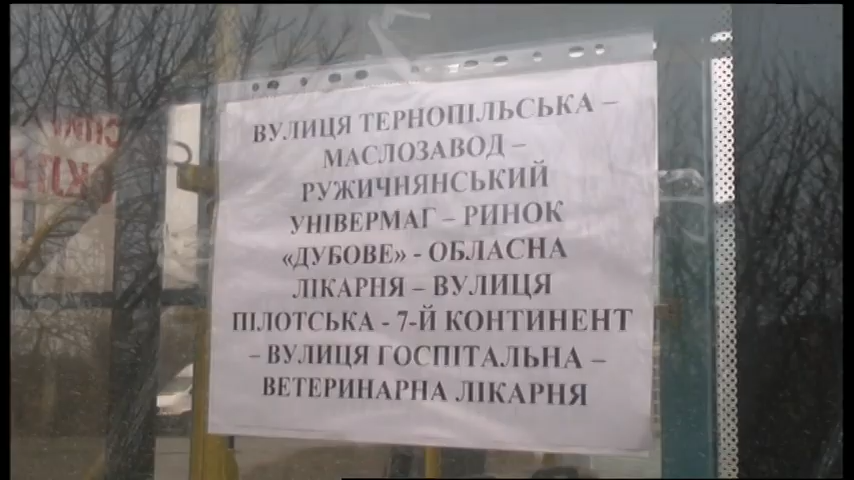 ВУЛИЦЯ ТЕРНОПІЛЬСЬКА –
МАСЛОЗАВОД –
РУЖИЧНЯНСЬКИЙ
УНІВЕРМАГ – РИНОК
«ДУБОВЕ» - ОБЛАСНА
ЛІКАРНЯ – ВУЛИЦЯ
ПІЛОТСЬКА - 7-Й КОНТИНЕНТ
– ВУЛИЦЯ ГОСПІТАЛЬНА –
ВЕТЕРИНАРНА ЛІКАРНЯ